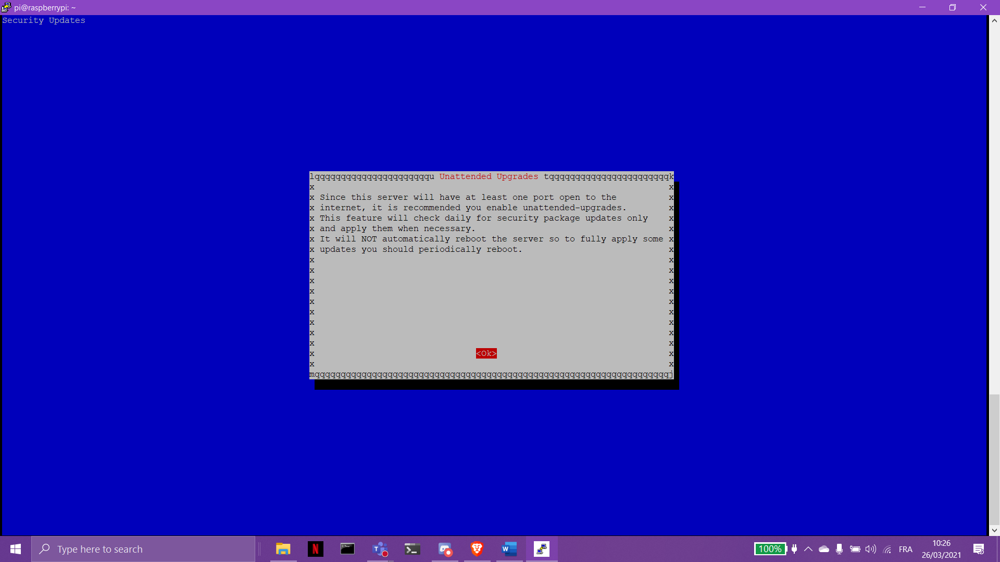 pi@raspberrypi: ~
Security Updates
lqqqqqqqqqqqqqqqqqqqqqqu Unattended Upgrades tqqqqqqqqqqqqqqqqqqqqqqqk
x x
x Since this server will have at least one port open to the x
x internet, it is recommended you enable unattended-upgrades. x
x This feature will check daily for security package updates only x
x and apply them when necessary. x
x It will NOT automatically reboot the server so to fully apply some x
x updates you should periodically reboot. x
x x
x x
x x
x x
x x
x x
x x
x x
x x
x <Ok> x
x x
mqqqqqqqqqqqqqqqqqqqqqqqqqqqqqqqqqqqqqqqqqqqqqqqqqqqqqqqqqqqqqqqqqqqqj
Type here to search
100%
FRA
10:26
26/03/2021